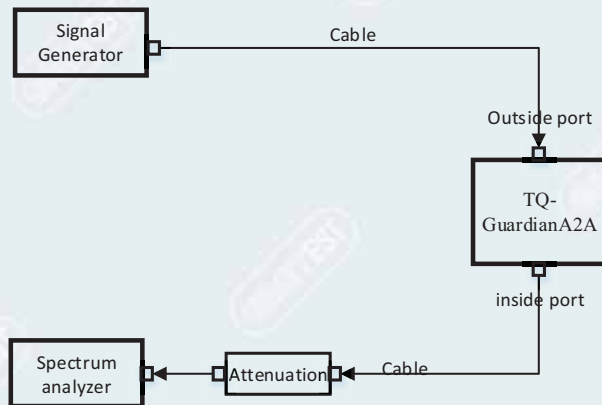 Signal
Generator
Cable
Outside port
TQ-
GuardianA2A
inside port
Spectrum
analyzer
Attenuation
Cable